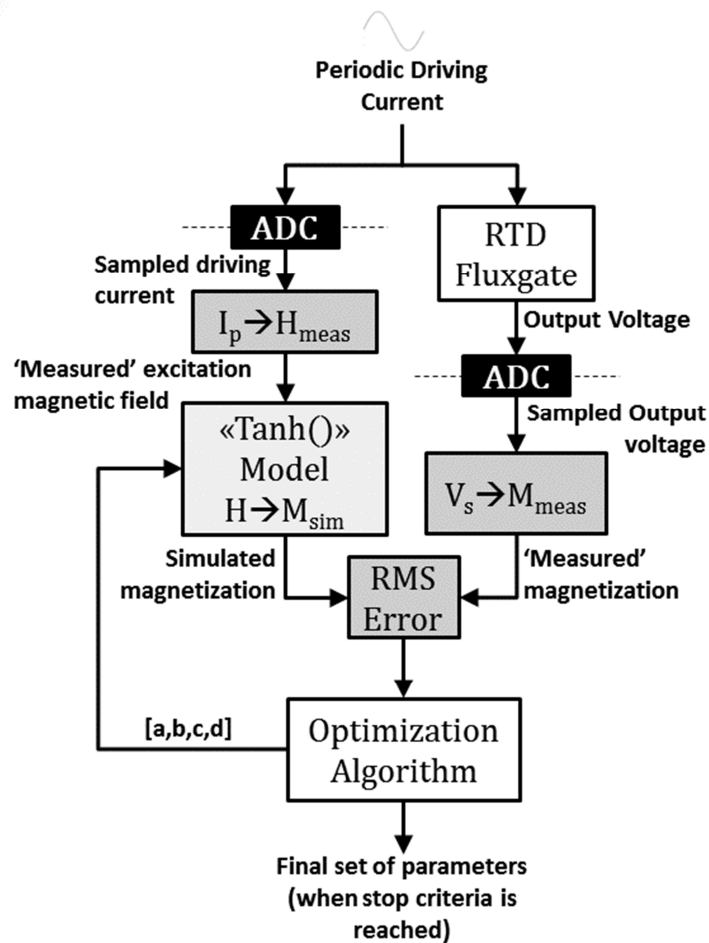 Periodic Driving
Current
ADC
RTD
Fluxgate
Sampled driving
current
Output Voltage
Ip→Hmeas
ADC
‘Measured’ excitation
magnetic field
Sampled Output
voltage
«Tanh()»
Model
H→Msim
Vs→Mmeas
Simulated
magnetization
RMS
Error
‘Measured’
magnetization
[a,b,c,d]
Optimization
Algorithm
Final set of parameters
(when stop criteria is
reached)